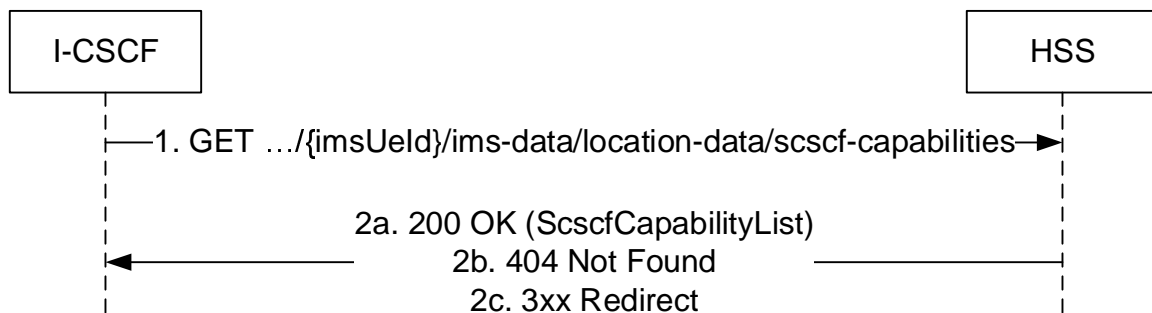 I-CSCF
HSS
1. GET …/{imsUeId}/ims-data/location-data/scscf-capabilities
2a. 200 OK (ScscfCapabilityList)
2b. 404 Not Found
2c. 3xx Redirect